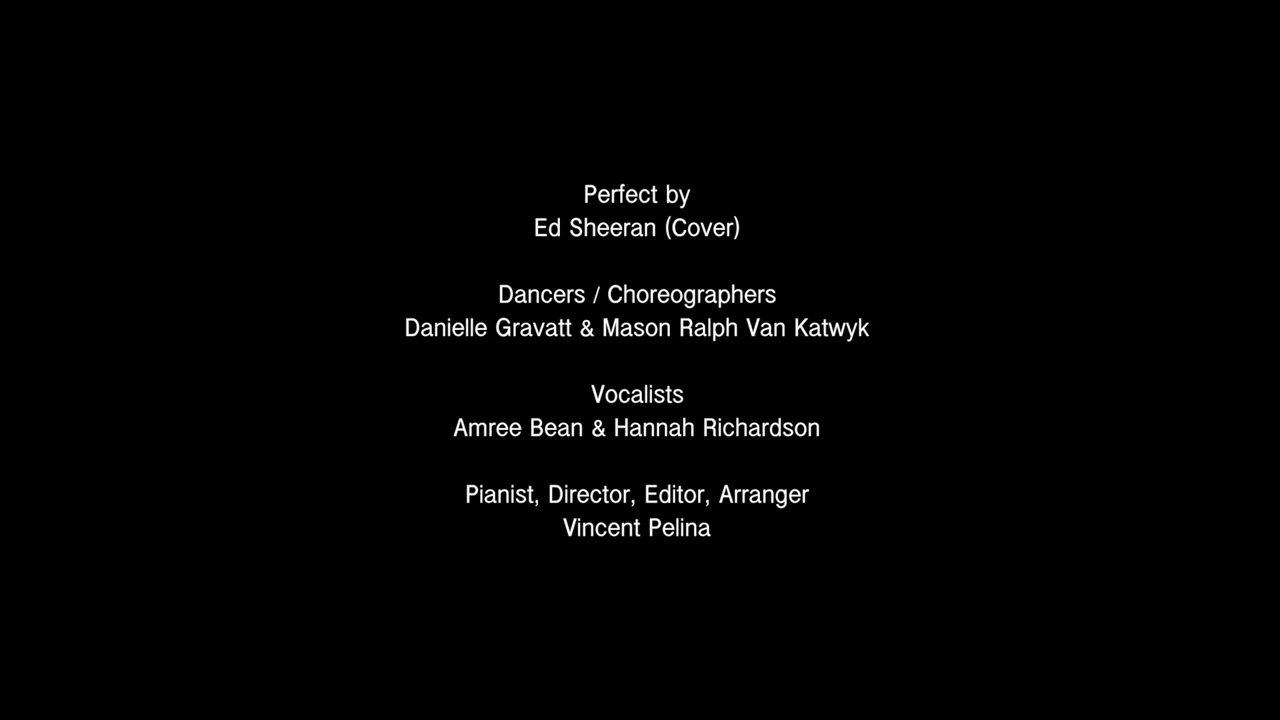 Perfect by
Ed Sheeran (Cover)
Dancers / Choreographers
Danielle Gravatt & Mason Ralph Van Katwyk
Vocalists
Amree Bean & Hannah Richardson
Pianist, Director, Editor, Arranger
Vincent Pelina